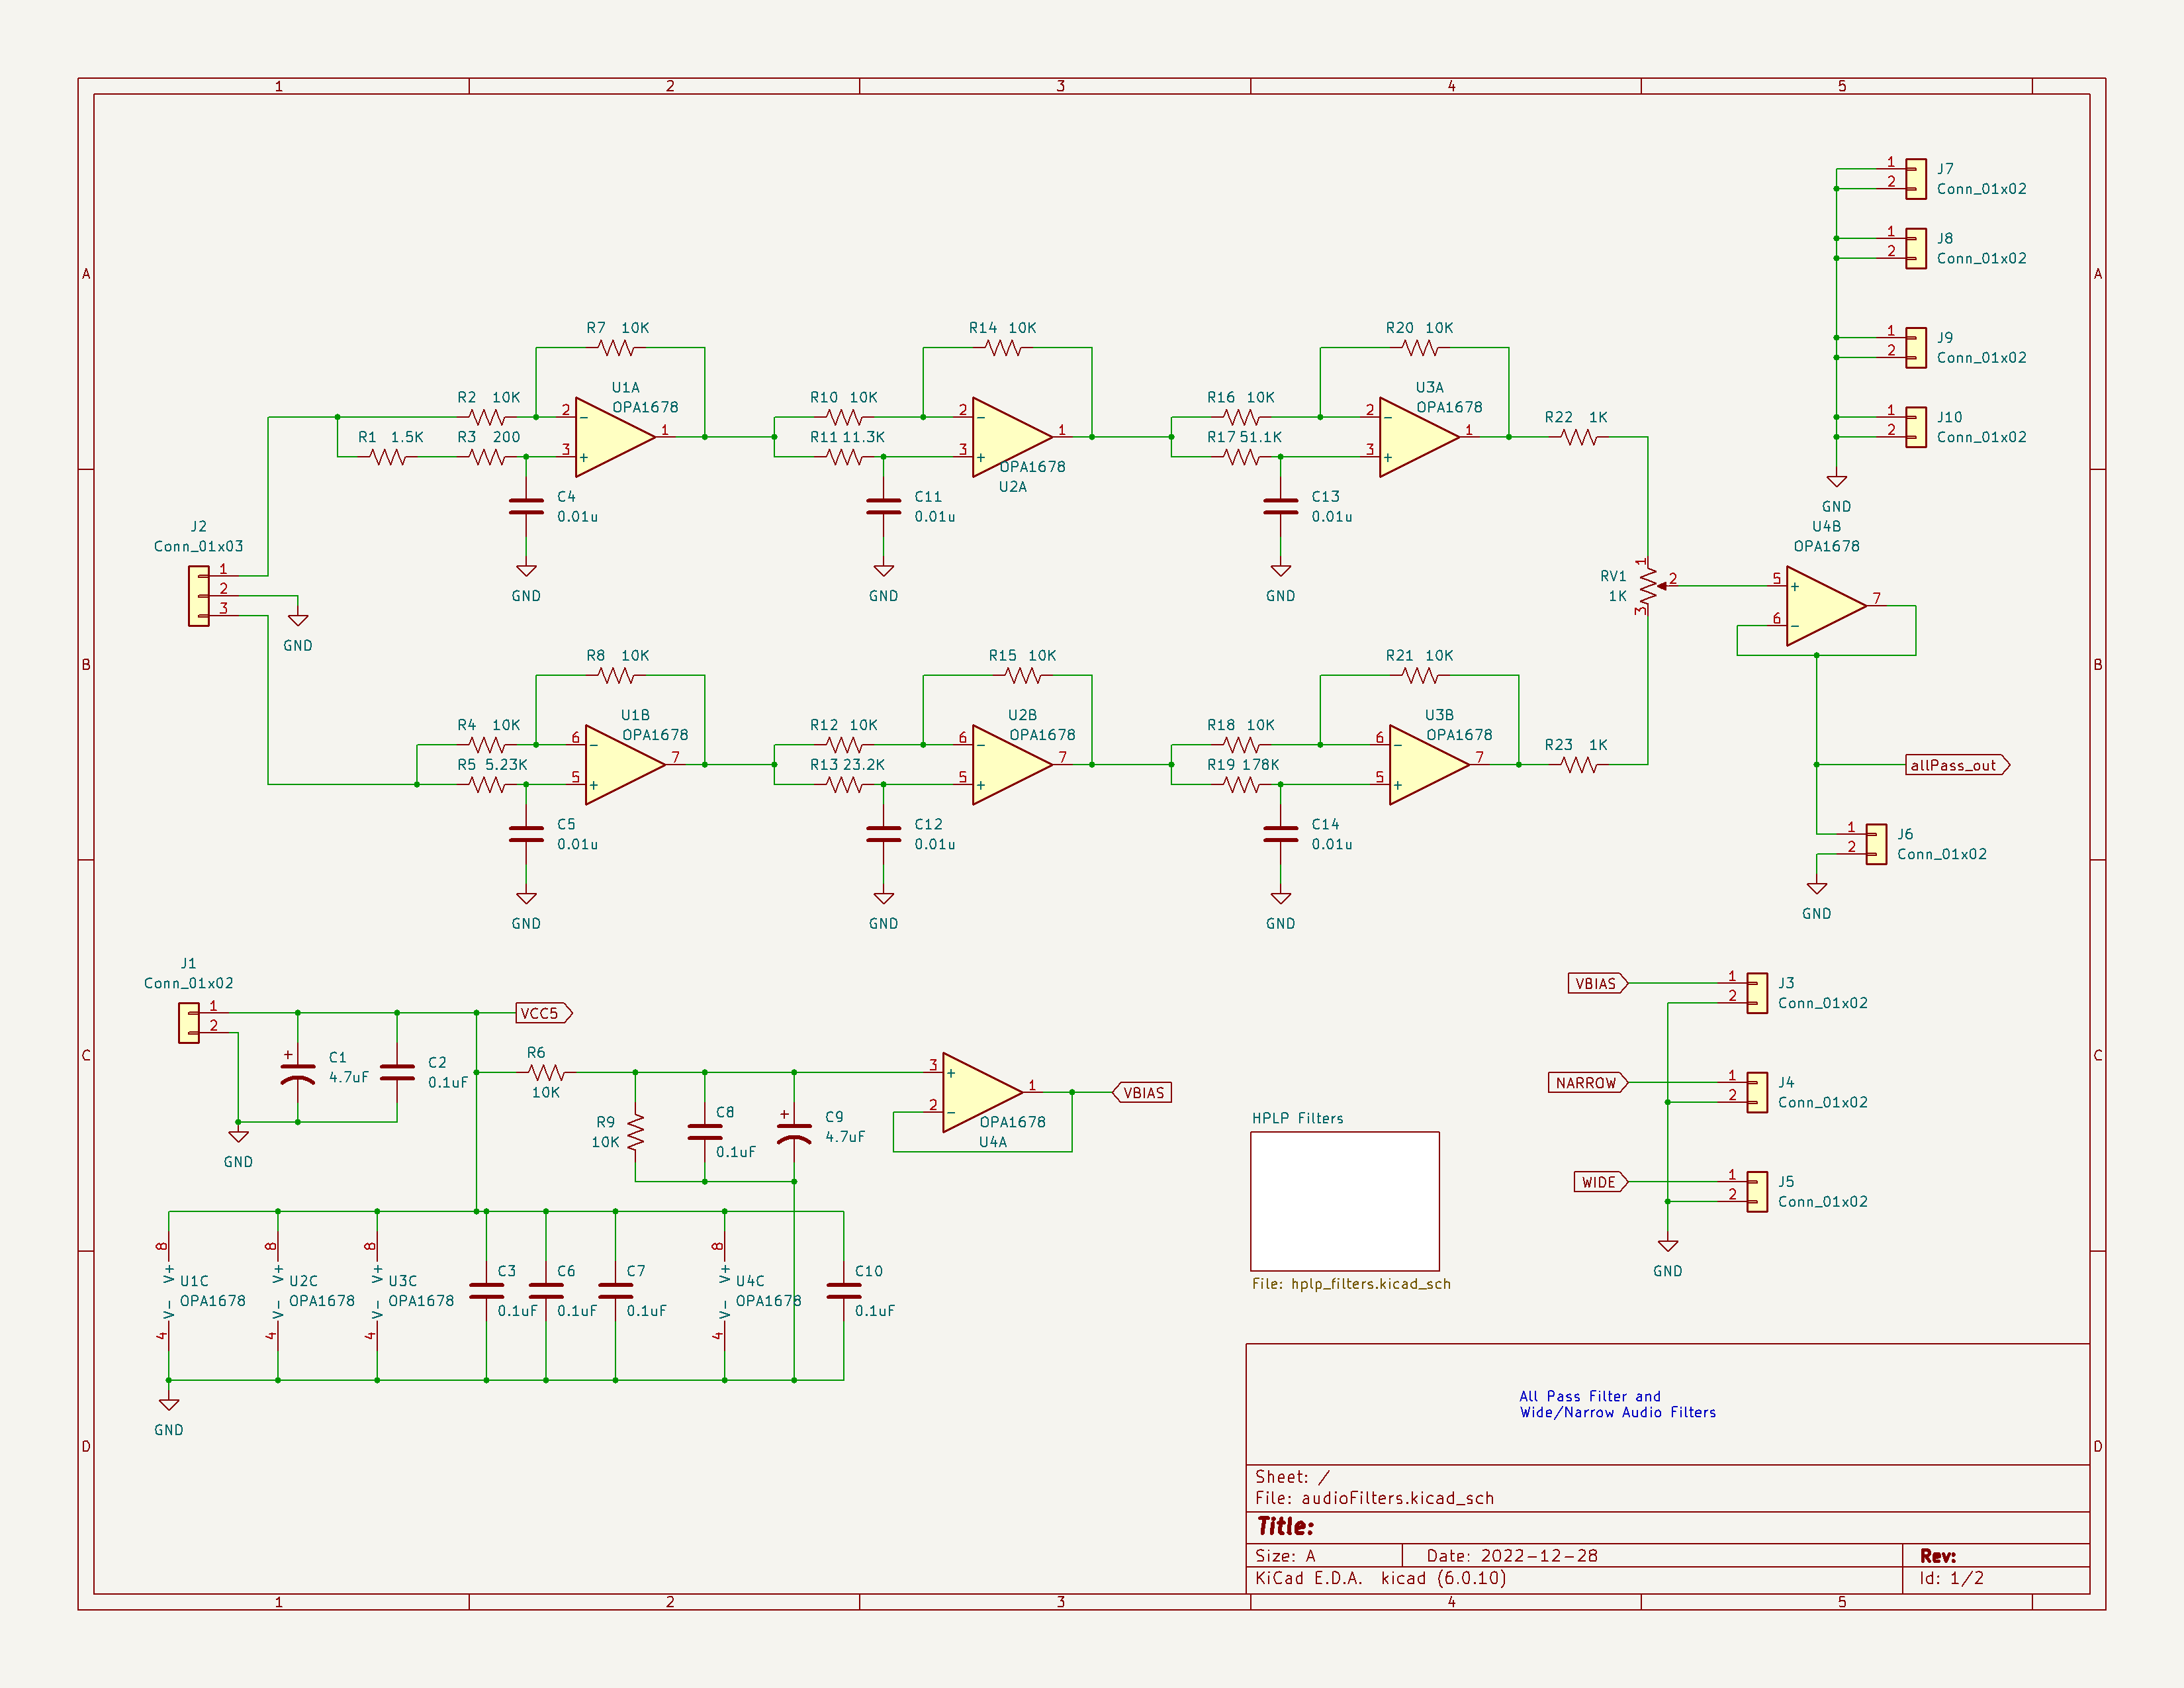 1 2 3 4 5
A
B
C
D
A
B
C
D
1 2 3 4 5
J7
Conn_01x02
1
2
J8
Conn_01x02
1
2
J9
Conn_01x02
1
2
J10
Conn_01x02
1
2
GND
R7 10K
R2 10K
R1 1.5K
R3 200
U1A
OPA1678
2
3
1
−
+
C4
0.01u
GND
R14 10K
R10 10K
R11 11.3K
2
3
1
−
+
OPA1678
U2A
C11
0.01u
GND
R20 10K
R16 10K
R17 51.1K
U3A
OPA1678
2
3
1
−
+
C13
0.01u
GND
R22 1K
J2
Conn_01x03
1
2
3
GND
RV1
1K
1
2
3
U4B
OPA1678
5
6
7
+
−
R8 10K
R4 10K
R5 5.23K
U1B
OPA1678
6
5
7
−
+
C5
0.01u
GND
R15 10K
R12 10K
R13 23.2K
U2B
OPA1678
6
5
7
−
+
C12
0.01u
GND
R21 10K
R18 10K
R19 178K
U3B
OPA1678
6
5
7
−
+
C14
0.01u
GND
R23 1K
allPass_out
J6
Conn_01x02
1
2
GND
J1
Conn_01x02
1
2
VCC5
+
C1
4.7uF
C2
0.1uF
GND
R6
10K
R9
10K
C8
0.1uF
+
C9
4.7uF
3
2
1
+
−
OPA1678
U4A
VBIAS
8
V+
V−
4
U1C
OPA1678
8
V+
V−
4
U2C
OPA1678
8
V+
V−
4
U3C
OPA1678
C3
0.1uF
C6
0.1uF
C7
0.1uF
8
V+
V−
4
U4C
OPA1678
C10
0.1uF
GND
HPLP Filters
File: hplp_filters.kicad_sch
VBIAS
1
2
J3
Conn_01x02
NARROW
1
2
J4
Conn_01x02
WIDE
1
2
J5
Conn_01x02
GND
All Pass Filter and
Wide/Narrow Audio Filters
Sheet: /
File: audioFilters.kicad_sch
Title:
Size: A Date: 2022-12-28 Rev:
KiCad E.D.A. kicad (6.0.10) Id: 1/2